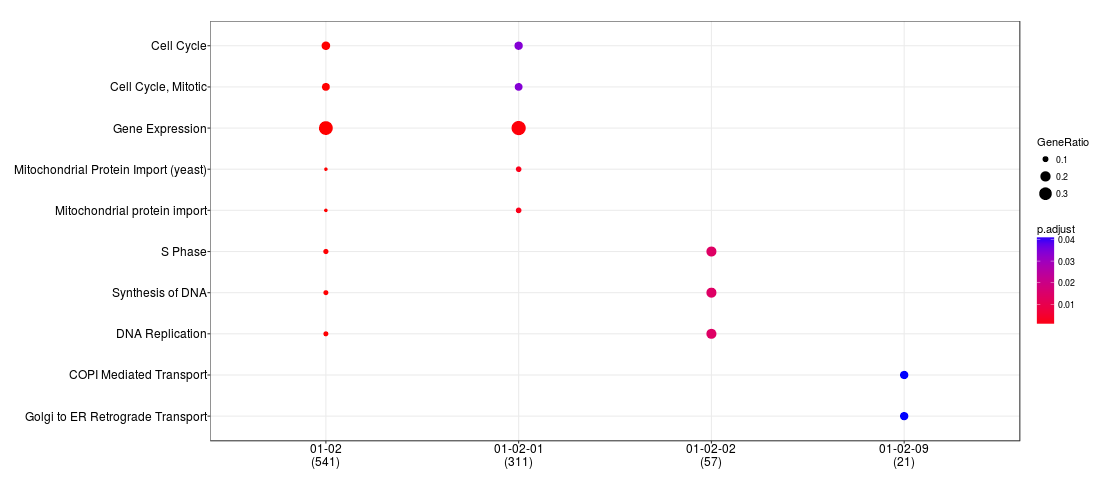 Cell Cycle
Cell Cycle, Mitotic
Gene Expression
Mitochondrial Protein Import (yeast)
Mitochondrial protein import
S Phase
Synthesis of DNA
DNA Replication
COPI Mediated Transport
Golgi to ER Retrograde Transport
01-02
(541)
01-02-01
(311)
01-02-02
(57)
01-02-09
(21)
GeneRatio
0.1
0.2
0.3
p.adjust
0.04
0.03
0.02
0.01